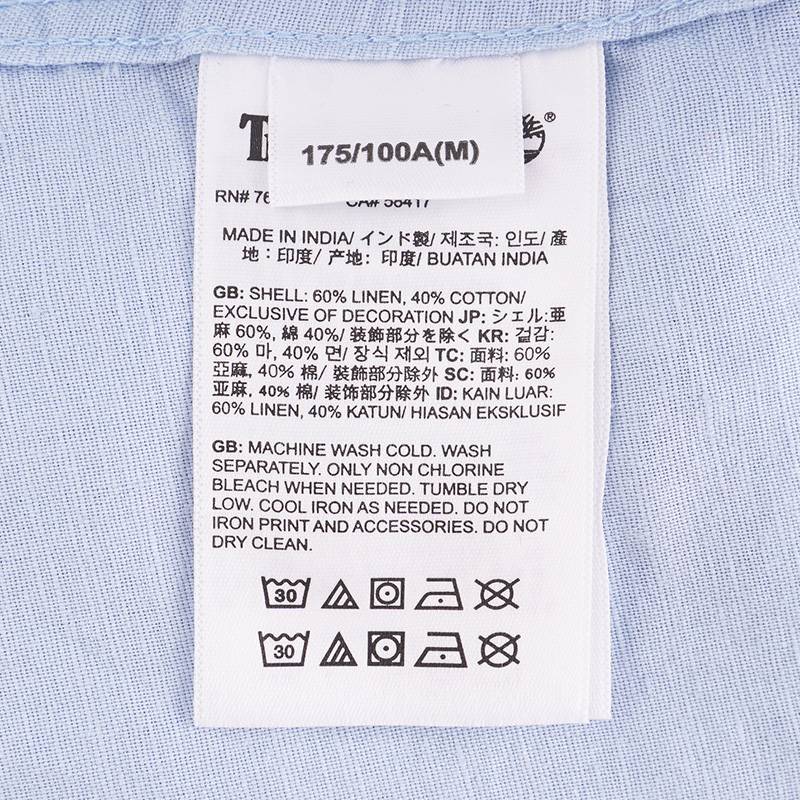 175/100A(M)
®
RN# 76
CA# 56417
MADE IN INDIA/ インド製/ 제조국: 인도/ 產
地：印度/ 产地: 印度/ BUATAN INDIA
GB: SHELL: 60% LINEN, 40% COTTON/
EXCLUSIVE OF DECORATION JP: シェル:亜
麻 60%, 綿 40%/ 装飾部分を除く KR: 겉감:
60% 마, 40% 면/ 장식 제외 TC: 面料: 60%
亞麻, 40% 棉/ 裝飾部分除外 SC: 面料: 60%
亚麻, 40% 棉/ 装饰部分除外 ID: KAIN LUAR:
60% LINEN, 40% KATUN/ HIASAN EKSKLUSIF
GB: MACHINE WASH COLD. WASH
SEPARATELY. ONLY NON CHLORINE
BLEACH WHEN NEEDED. TUMBLE DRY
LOW. COOL IRON AS NEEDED. DO NOT
IRON PRINT AND ACCESSORIES. DO NOT
DRY CLEAN.
30
30